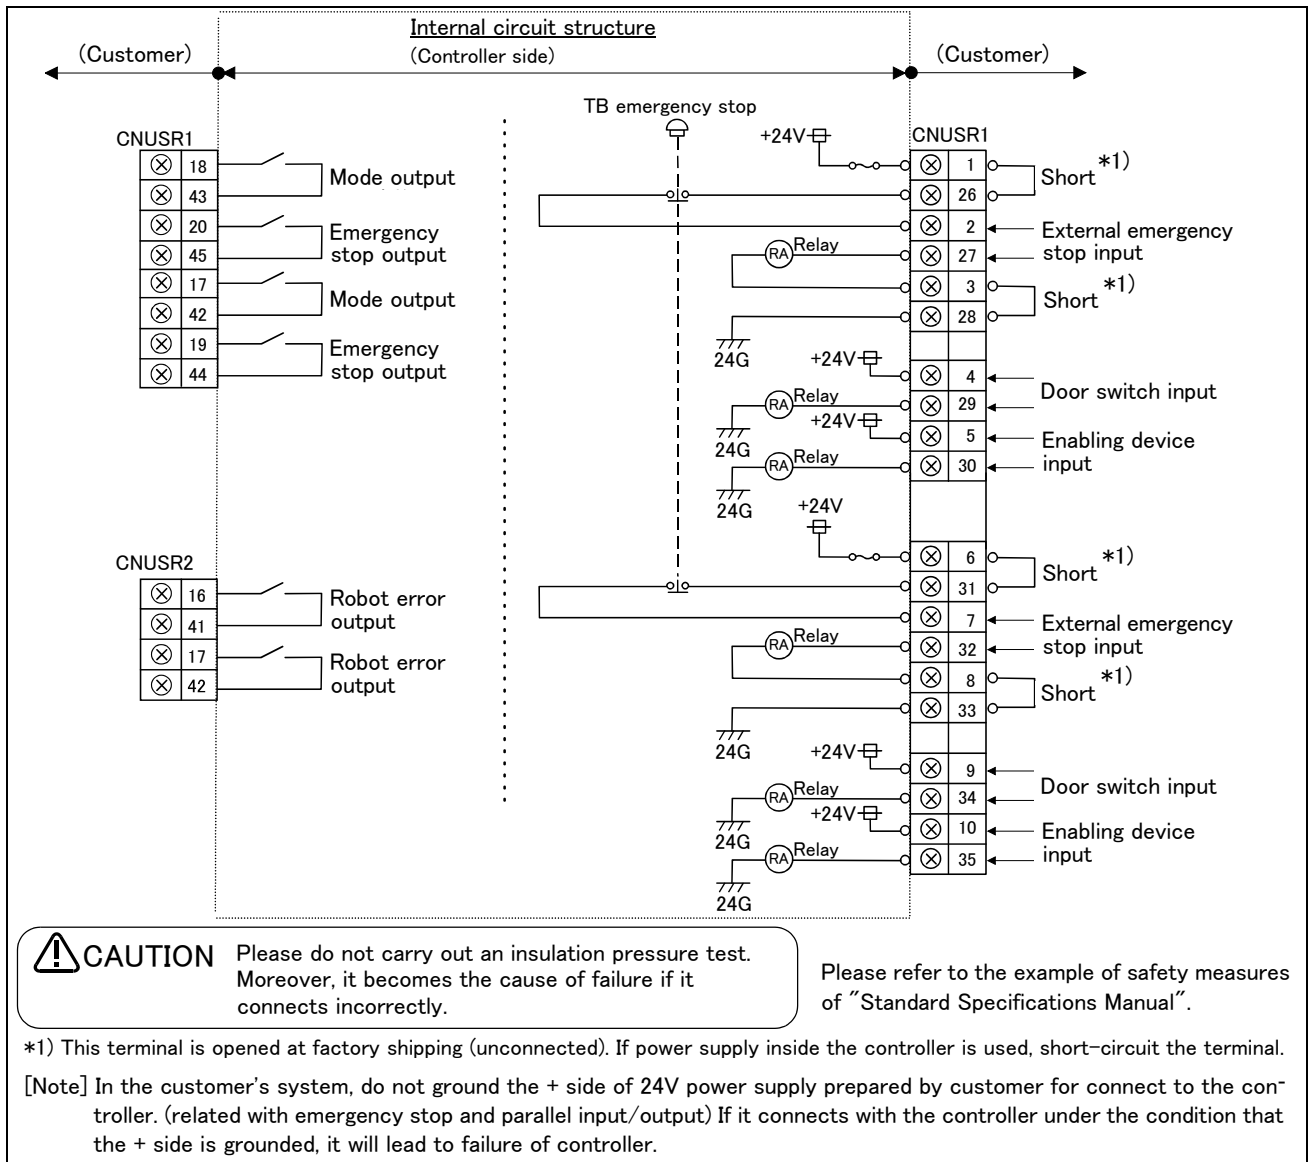 Internal circuit structure
(Customer)
(Controller side)
(Customer)
TB emergency stop
CNUSR1
18
43
Mode output
20
45
Emergency
stop output
17
42
Mode output
19
44
Emergency
stop output
CNUSR2
16
41
Robot error
output
17
42
Robot error
output
+24V
CNUSR1
1
26
Short *1)
2
27
External emergency
stop input
RA Relay
3
28
Short *1)
24G
+24V
4
29
Door switch input
RA Relay
24G
+24V
5
30
Enabling device
input
RA Relay
24G
+24V
6
31
Short *1)
7
32
External emergency
stop input
RA Relay
8
33
Short *1)
24G
+24V
9
34
Door switch input
RA Relay
24G
+24V
10
35
Enabling device
input
RA Relay
24G
CAUTION
Please do not carry out an insulation pressure test.
Moreover, it becomes the cause of failure if it
connects incorrectly.
Please refer to the example of safety measures
of "Standard Specifications Manual".
*1) This terminal is opened at factory shipping (unconnected). If power supply inside the controller is used, short-circuit the terminal.
[Note] In the customer's system, do not ground the + side of 24V power supply prepared by customer for connect to the con-
troller. (related with emergency stop and parallel input/output) If it connects with the controller under the condition that
the + side is grounded, it will lead to failure of controller.